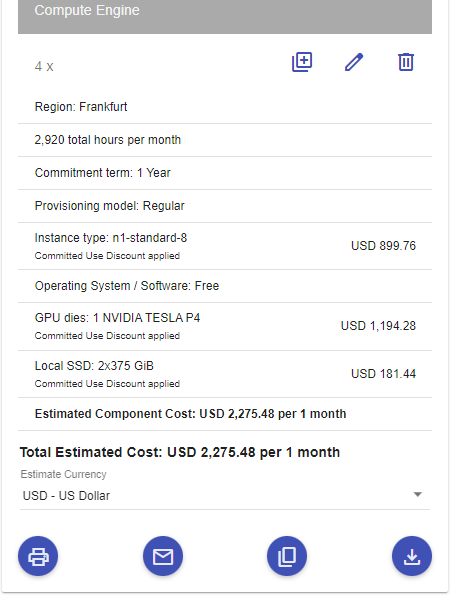 Compute Engine
4 x
Region: Frankfurt
2,920 total hours per month
Commitment term: 1 Year
Provisioning model: Regular
Instance type: n1-standard-8
USD 899.76
Committed Use Discount applied
Operating System / Software: Free
GPU dies: 1 NVIDIA TESLA P4
USD 1,194.28
Committed Use Discount applied
Local SSD: 2x375 GiB
USD 181.44
Committed Use Discount applied
Estimated Component Cost: USD 2,275.48 per 1 month
Total Estimated Cost: USD 2,275.48 per 1 month
Estimate Currency
USD - US Dollar